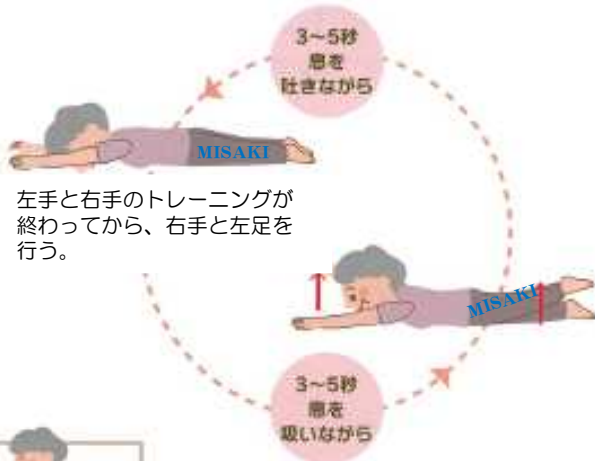 3〜5秒
息を
吐きながら
MISAKI
左手と右手のトレーニングが
終わってから、右手と左足を
行う。
MISAKI
3〜5秒
息を
吸いながら